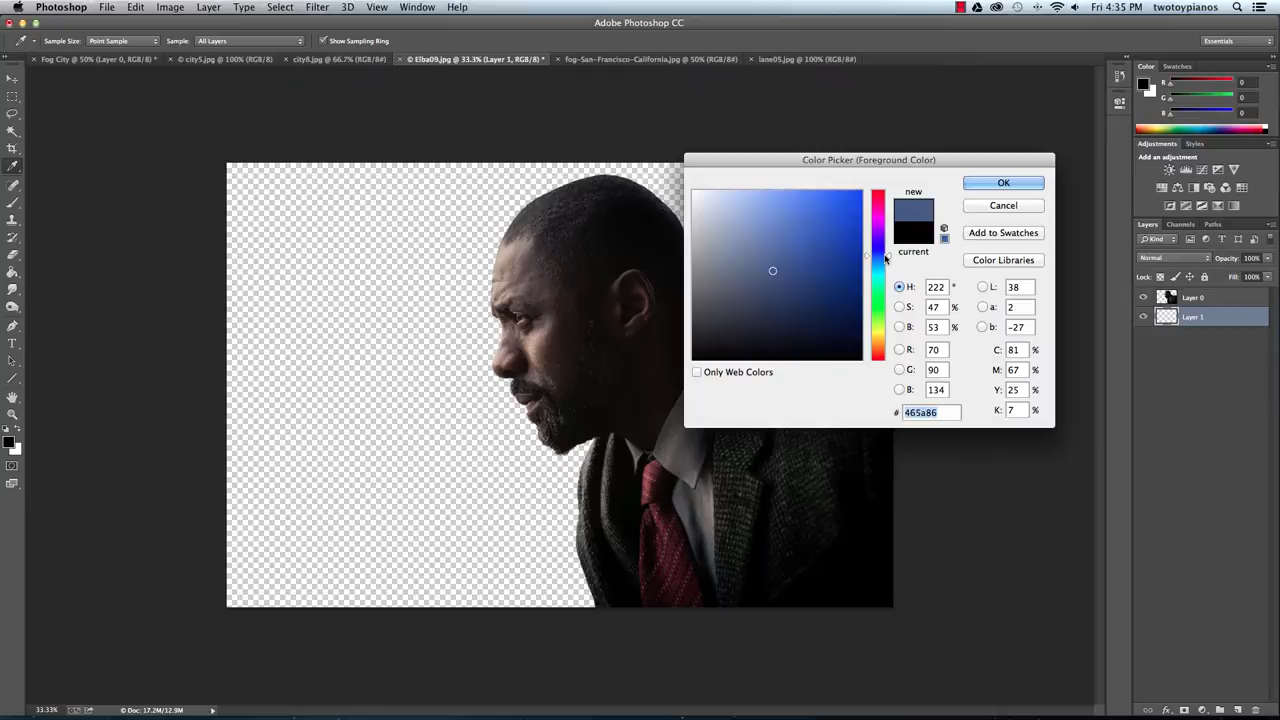 Photoshop File Edit Image Layer Type Select Filter 3D View Window Help Fri 4:35 PM twotoypianos
Adobe Photoshop CC
Sample Size: Point Sample Sample: All Layers Show Sampling Ring Essentials
Fog City @ 50% (Layer 0, RGB/8) * © city5.jpg @ 100% (RGB/8) city8.jpg @ 66.7% (RGB/8#) © Elba09.jpg @ 33.3% (Layer 1, RGB/8) * fog-San-Francisco-California.jpg @ 50% (RGB/8#) lane05.jpg @ 100% (RGB/8#)
Color Swatches
R 0
G 0
B 0
Adjustments Styles
Add an adjustment
Layers Channels Paths
Kind
Normal Opacity: 100%
Lock: Fill: 100%
Layer 0
Layer 1
Color Picker (Foreground Color)
new
current
OK
Cancel
Add to Swatches
Color Libraries
H: 222 ° L: 38
S: 47 % a: 2
B: 53 % b: -27
R: 70 C: 81 %
G: 90 M: 67 %
B: 134 Y: 25 %
# 465a86 K: 7 %
Only Web Colors
33.33% © Doc: 17.2M/12.9M